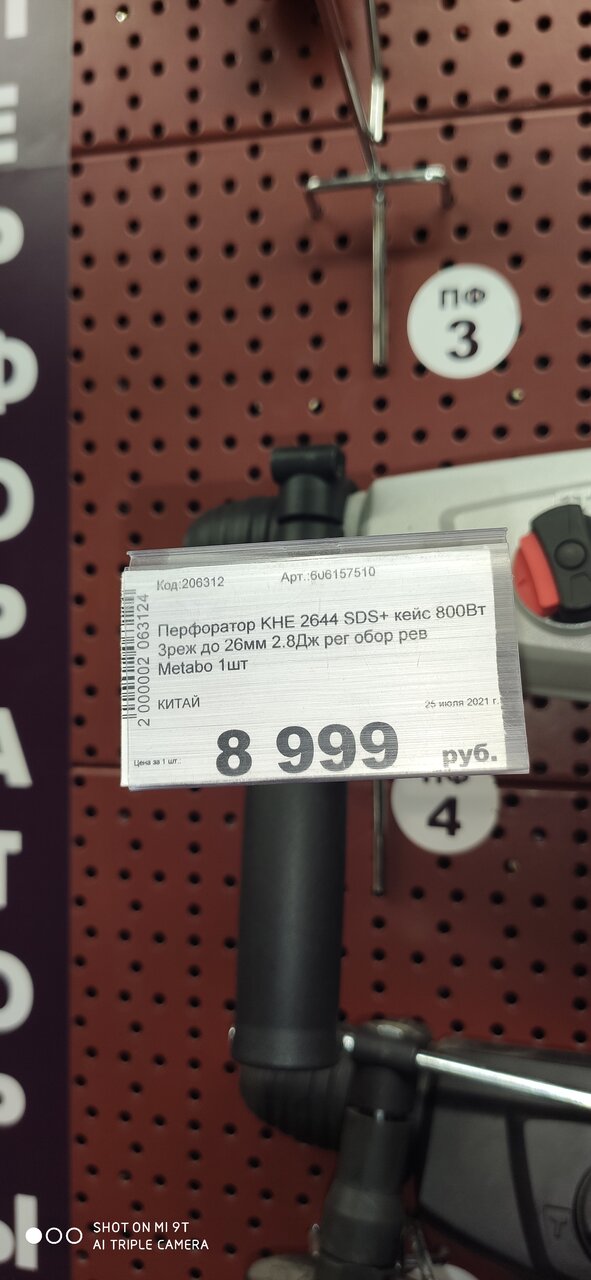 ПЕРФОРАТОРЫ
ПФ
3
Код:206312
Арт.:606157510
2 000002 063124
Перфоратор KHE 2644 SDS+ кейс 800Вт
3реж до 26мм 2.8Дж рег обор рев
Metabo 1шт
КИТАЙ
25 июля 2021 г.
Цена за 1 шт.:
8 999 руб.
ПФ
4
SHOT ON MI 9T
AI TRIPLE CAMERA